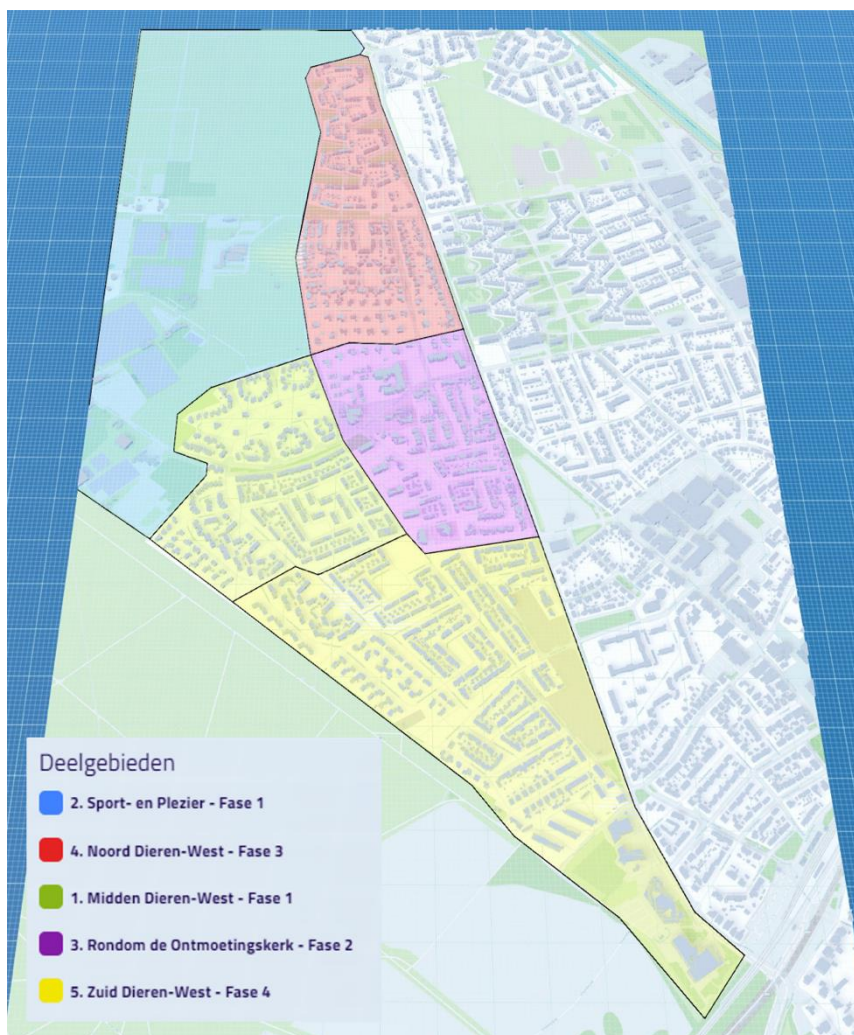 Deelgebieden
2. Sport- en Plezier - Fase 1
4. Noord Dieren-West - Fase 3
1. Midden Dieren-West - Fase 1
3. Rondom de Ontmoetingskerk - Fase 2
5. Zuid Dieren-West - Fase 4